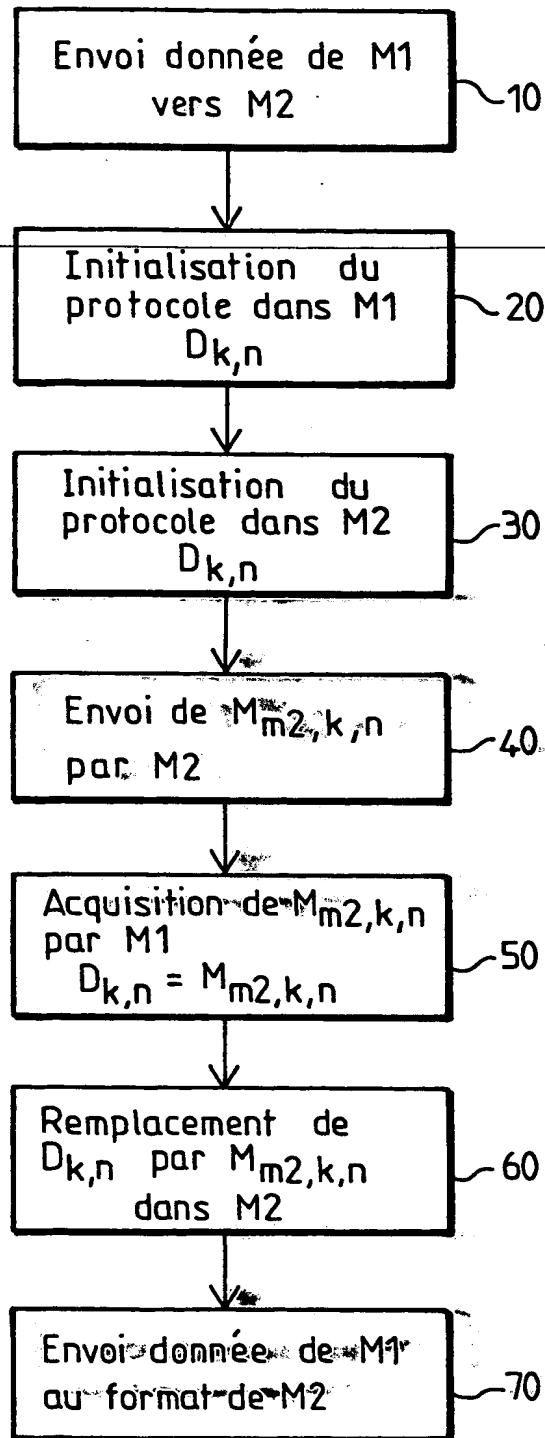 Envoi donnée de M1
vers M2
10
Initialisation du
protocole dans M1
Dk,n
20
Initialisation du
protocole dans M2
Dk,n
30
Envoi de Mm2,k,n
par M2
40
Acquisition de Mm2,k,n
par M1
Dk,n = Mm2,k,n
50
Remplacement de
Dk,n par Mm2,k,n
dans M2
60
Envoi donnée de M1
au format de M2
70